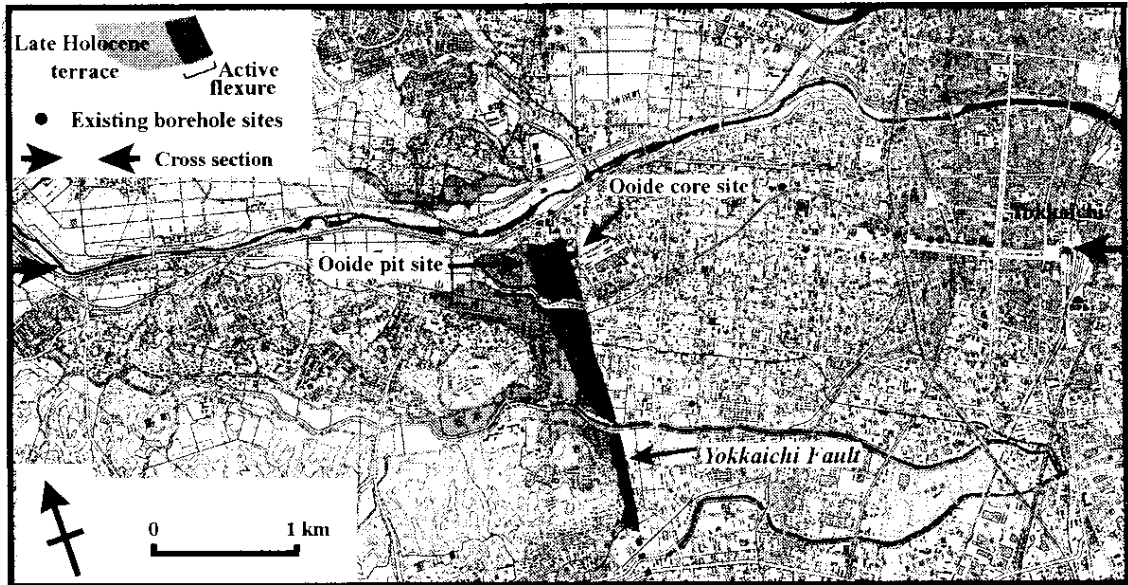 Late Holocene
terrace
Active
flexure
Existing borehole sites
Cross section
Ooide core site
Yokkaichi
Ooide pit site
Yokkaichi Fault
0 1 km